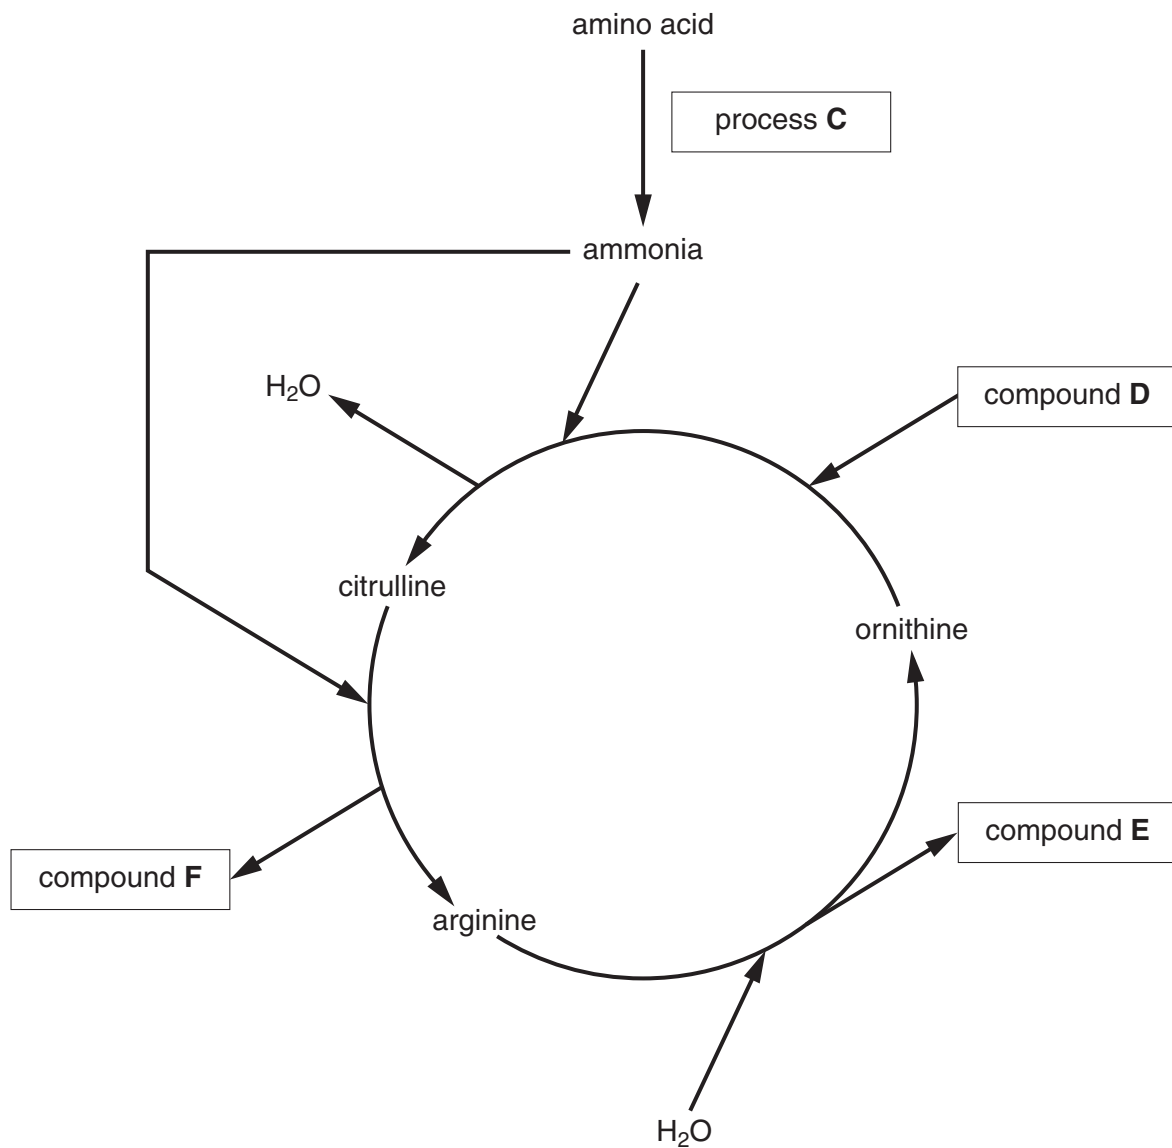 amino acid
process C
ammonia
H₂O
compound D
citrulline
ornithine
compound E
compound F
arginine
H₂O